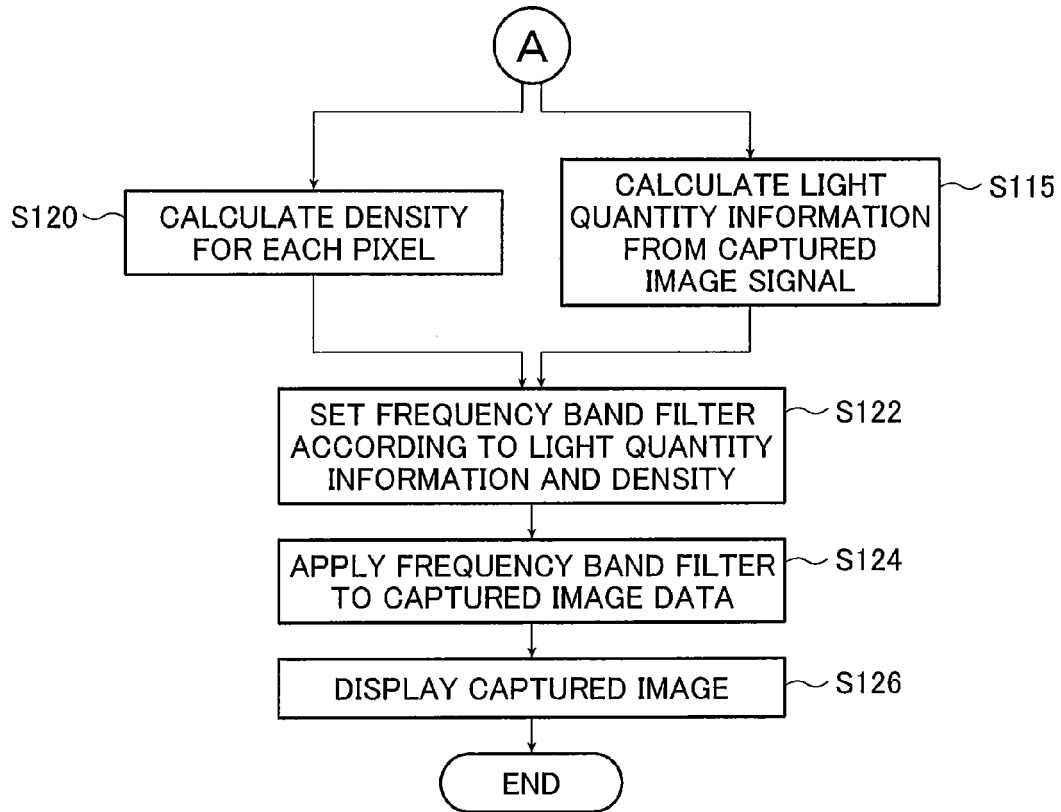 A
S120
CALCULATE DENSITY
FOR EACH PIXEL
CALCULATE LIGHT
QUANTITY INFORMATION
FROM CAPTURED
IMAGE SIGNAL
S115
SET FREQUENCY BAND FILTER
ACCORDING TO LIGHT QUANTITY
INFORMATION AND DENSITY
S122
APPLY FREQUENCY BAND FILTER
TO CAPTURED IMAGE DATA
S124
DISPLAY CAPTURED IMAGE
S126
END